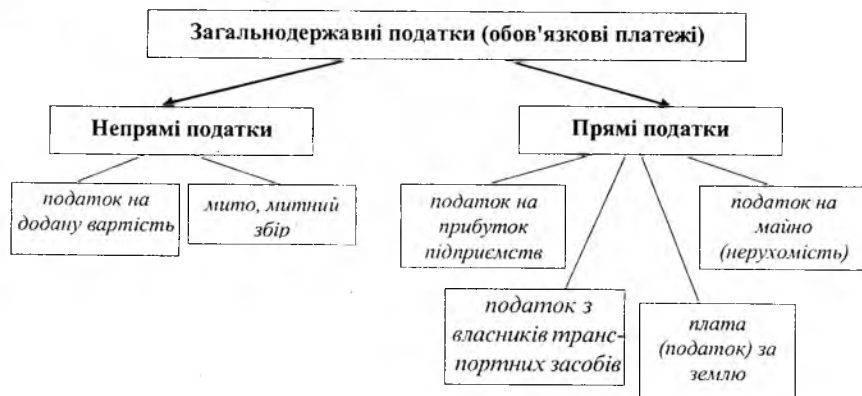 Загальнодержавні податки (обов'язкові платежі)
Непрямі податки
Прямі податки
податок на
додану вартість
мито, митний
збір
податок на
прибуток
підприємств
податок на
майно
(нерухомість)
податок з
власників транс-
портних засобів
плата
(податок) за
землю